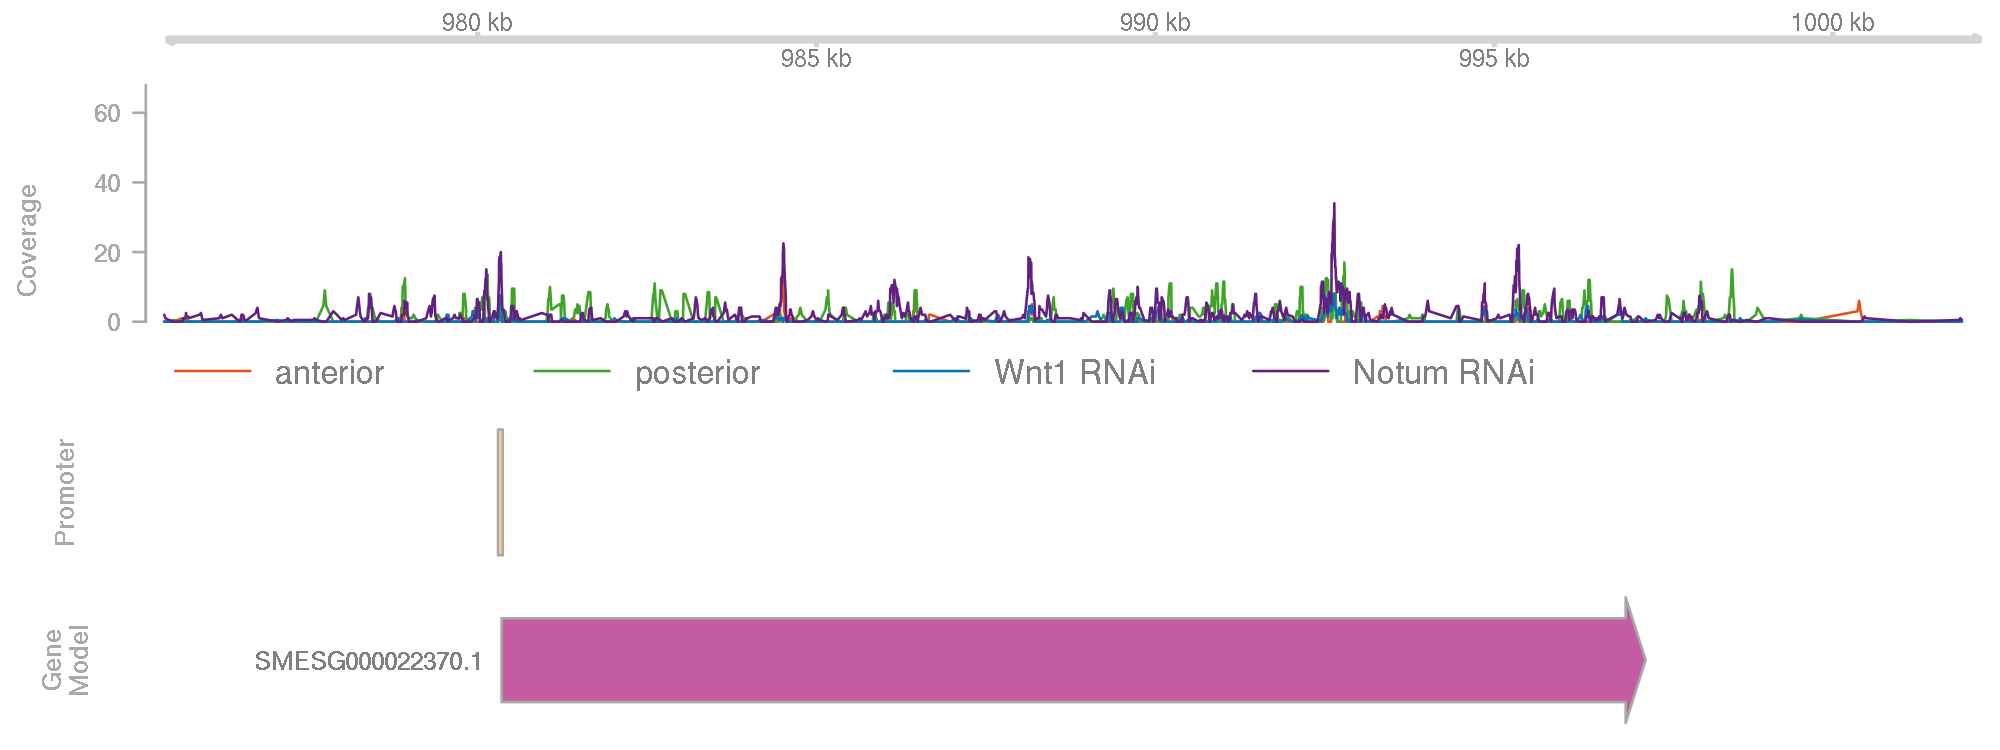 980 kb 990 kb 1000 kb
985 kb 995 kb
Coverage
60
40
20
0
anterior posterior Wnt1 RNAi Notum RNAi
Promoter
Gene
Model
SMESG000022370.1